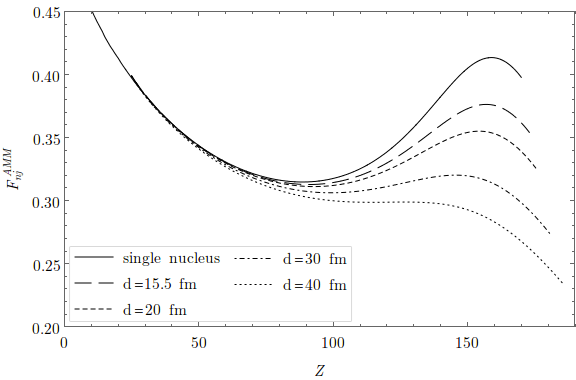 0.45
0.40
0.35
0.30
0.25
0.20
F_{nj}^{AMM}
single nucleus
d=15.5 fm
d=20 fm
d=30 fm
d=40 fm
0 50 100 150
Z